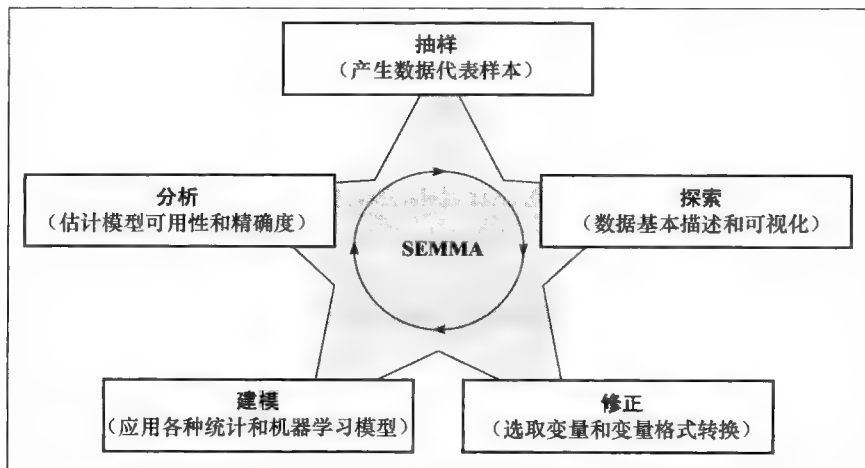 抽样
(产生数据代表样本)
分析
(估计模型可用性和精确度)
探索
(数据基本描述和可视化)
SEMMA
建模
(应用各种统计和机器学习模型)
修正
(选取变量和变量格式转换)